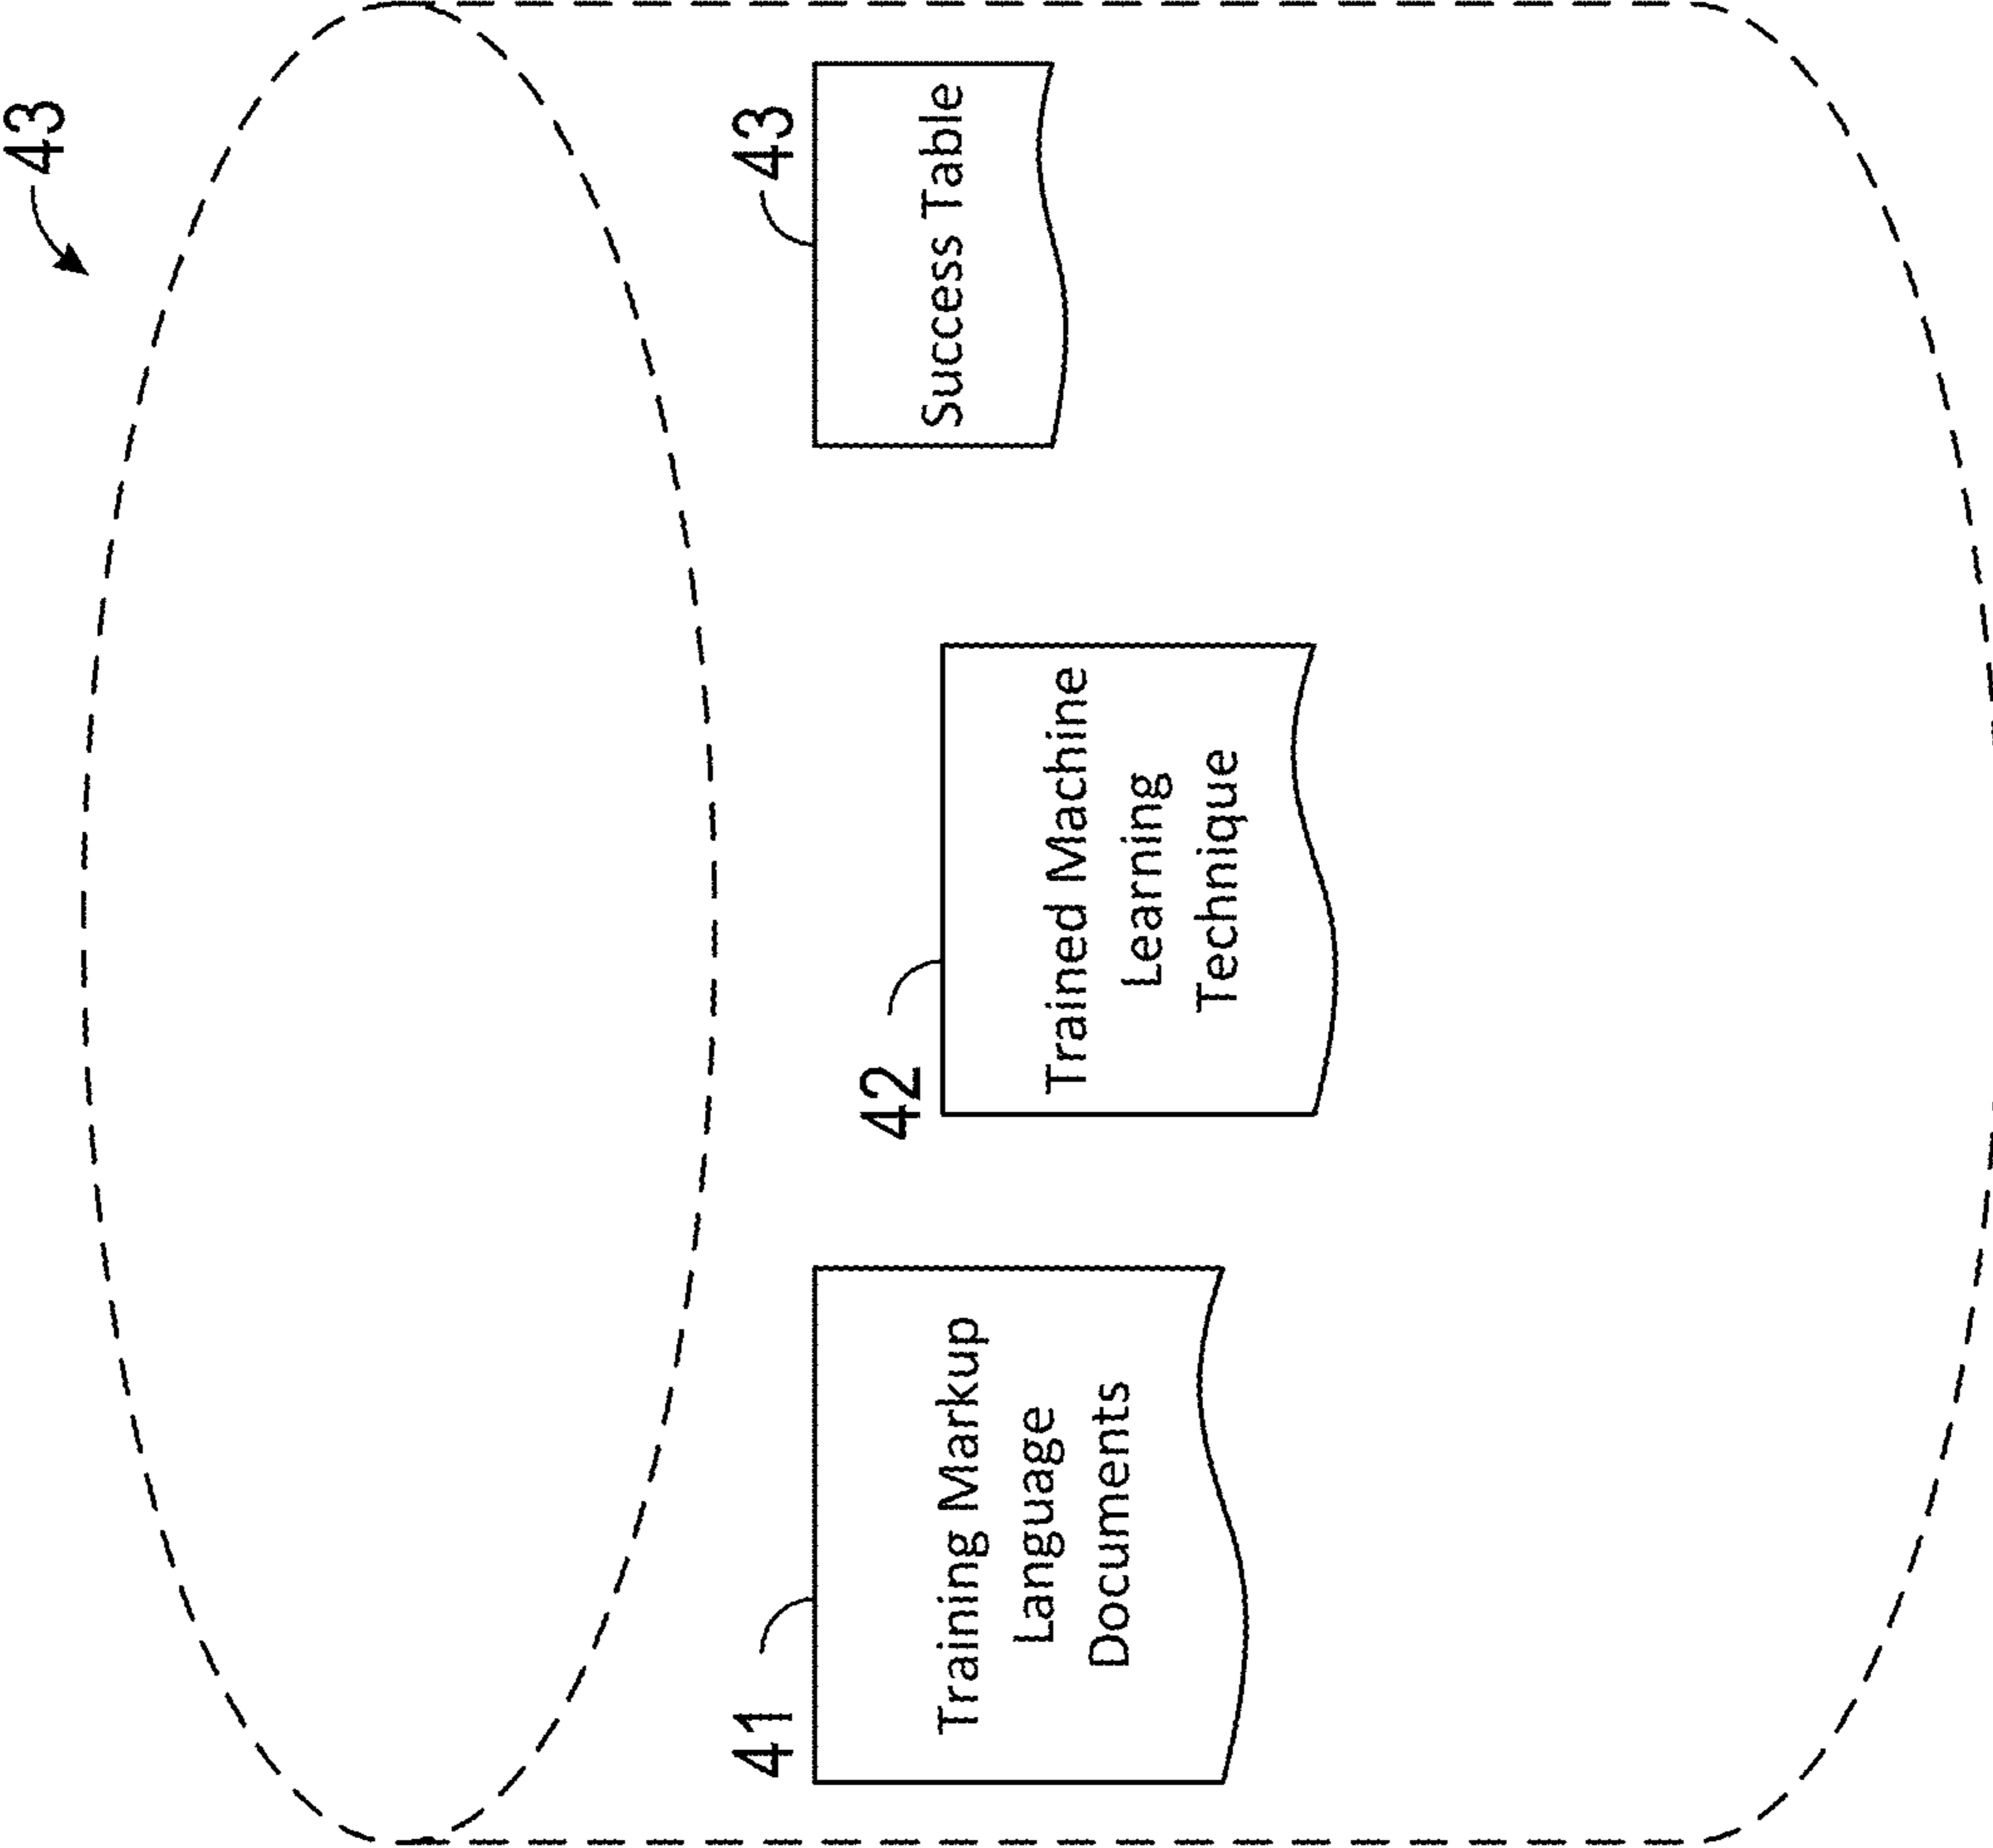 43
41
Training Markup
Language
Documents
42
Trained Machine
Learning
Technique
43
Success Table